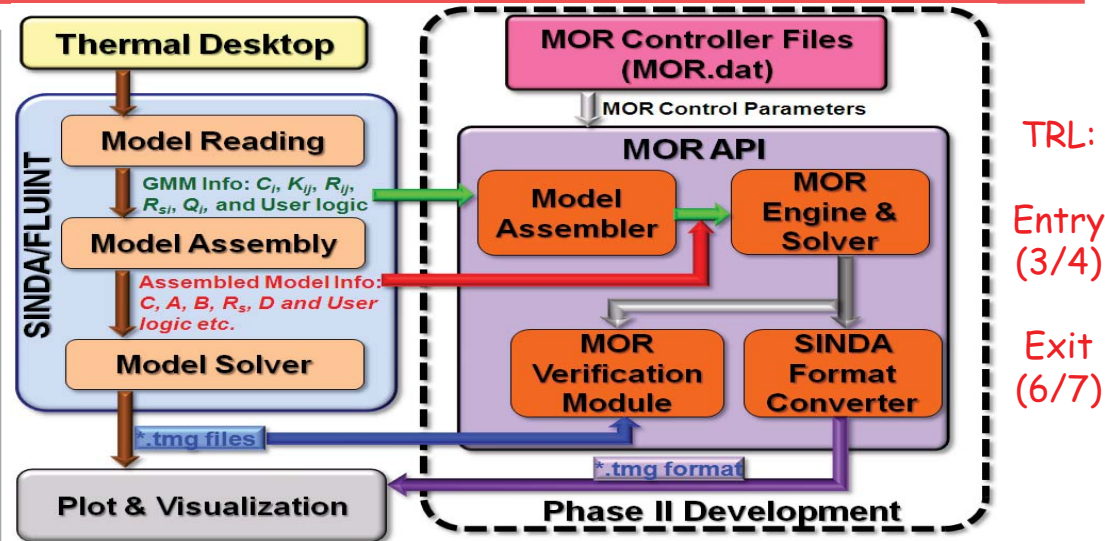 Thermal Desktop
SINDA/FLUINT
Model Reading
GMM Info: Ci, Kij, Rij,
Rsi, Qi, and User logic
Model Assembly
Assembled Model Info:
C, A, B, Rs, D and User
logic etc.
Model Solver
*.tmg files
Plot & Visualization
MOR Controller Files
(MOR.dat)
MOR Control Parameters
MOR API
Model
Assembler
MOR
Engine &
Solver
MOR
Verification
Module
SINDA
Format
Converter
*.tmg format
Phase II Development
TRL:
Entry
(3/4)
Exit
(6/7)